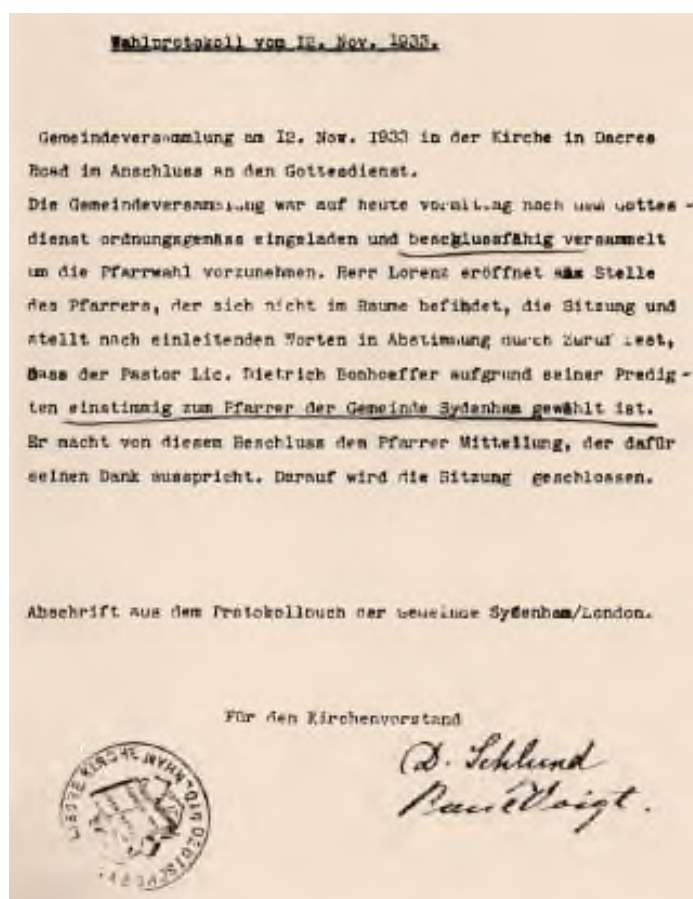 Wahlprotokoll vom I2. Nov. 1933.
Gemeindeversammlung am I2. Nov. I933 in der Kirche in Dacres
Road im Anschluss an den Gottesdienst.
Die Gemeindeversammlung war auf heute vormittag nach dem Gottes -
dienst ordnungsgemäss eingeladen und beschlussfähig versammelt
um die Pfarrwahl vorzunehmen. Herr Lorenz eröffnet Stelle
des Pfarrers, der sich nicht im Raume befindet, die Sitzung und
stellt nach einleitenden Worten in Abstimmung durch Zuruf fest,
dass der Pastor Lic. Dietrich Bonhoeffer aufgrund seiner Predig -
ten einstimmig zum Pfarrer der Gemeinde Sydenham gewählt ist.
Er macht von diesem Beschluss dem Pfarrer Mitteilung, der dafür
seinen Dank ausspricht. Darauf wird die Sitzung geschlossen.
Abschrift aus dem Protokollbuch der Gemeinde Sydenham/London.
Für den Kirchenvorstand
D. Schlund
Paul Voigt.